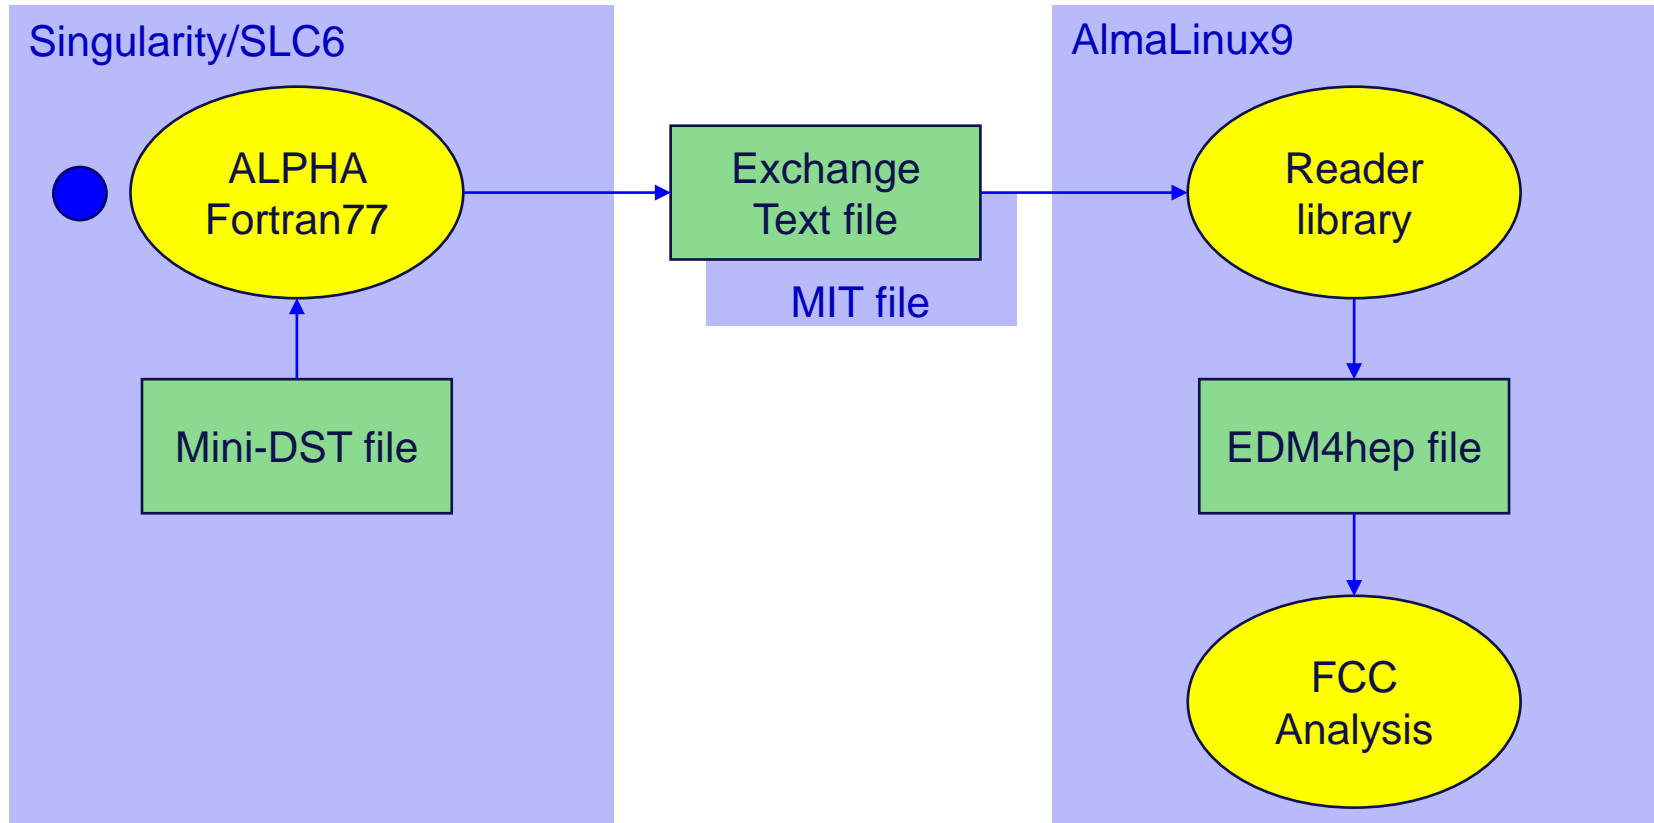 Singularity/SLC6
AlmaLinux9
ALPHA
Fortran77
Exchange
Text file
MIT file
Reader
library
Mini-DST file
EDM4hep file
FCC
Analysis